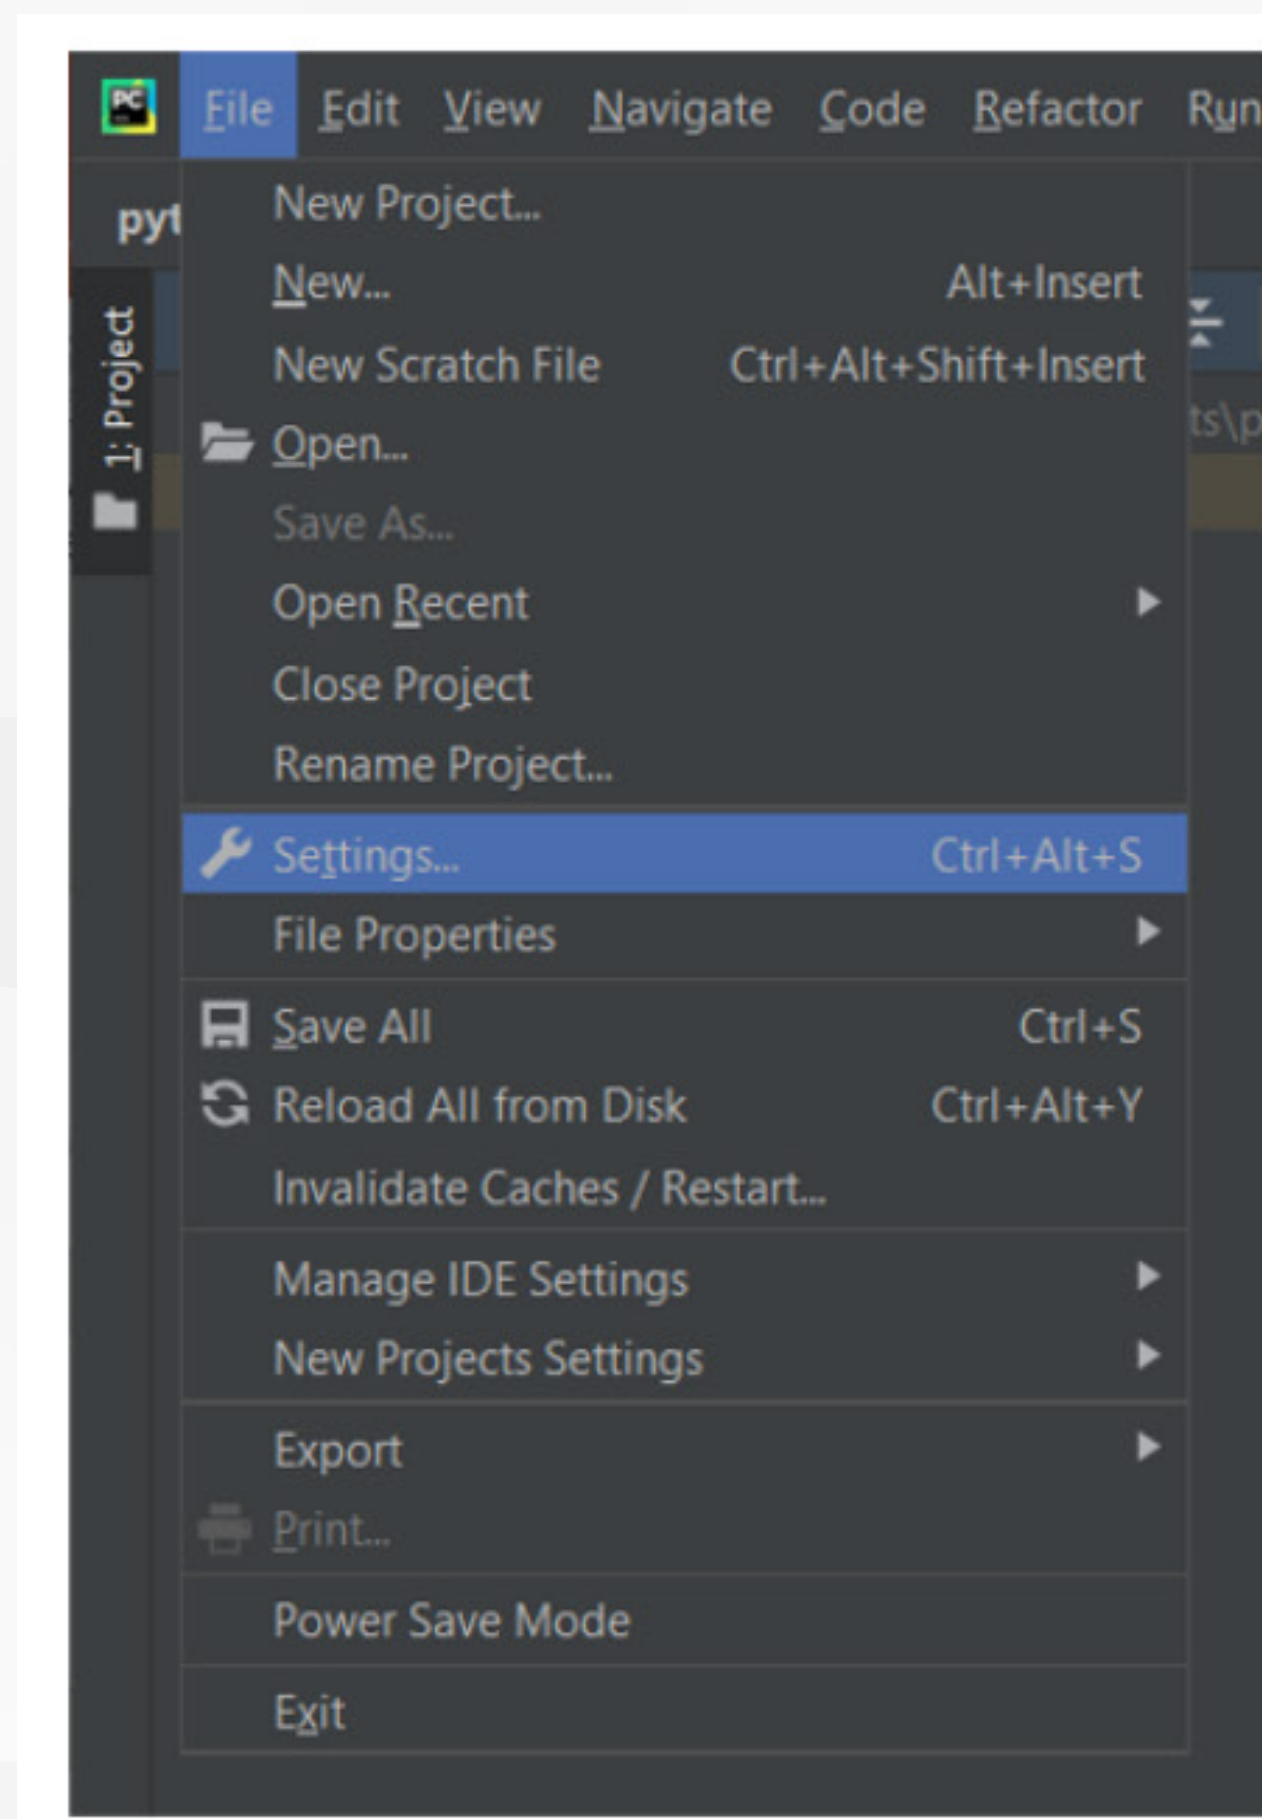 PC
File Edit View Navigate Code Refactor Run
pyt
1: Project
New Project...
New... Alt+Insert
New Scratch File Ctrl+Alt+Shift+Insert
Open...
ts\p
Save As...
Open Recent
Close Project
Rename Project...
Settings... Ctrl+Alt+S
File Properties
Save All Ctrl+S
Reload All from Disk Ctrl+Alt+Y
Invalidate Caches / Restart...
Manage IDE Settings
New Projects Settings
Export
Print...
Power Save Mode
Exit